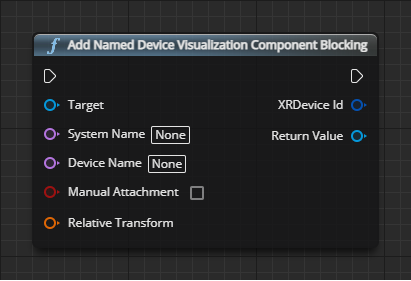 f Add Named Device Visualization Component Blocking
Target XRDevice Id
System Name None Return Value
Device Name None
Manual Attachment
Relative Transform